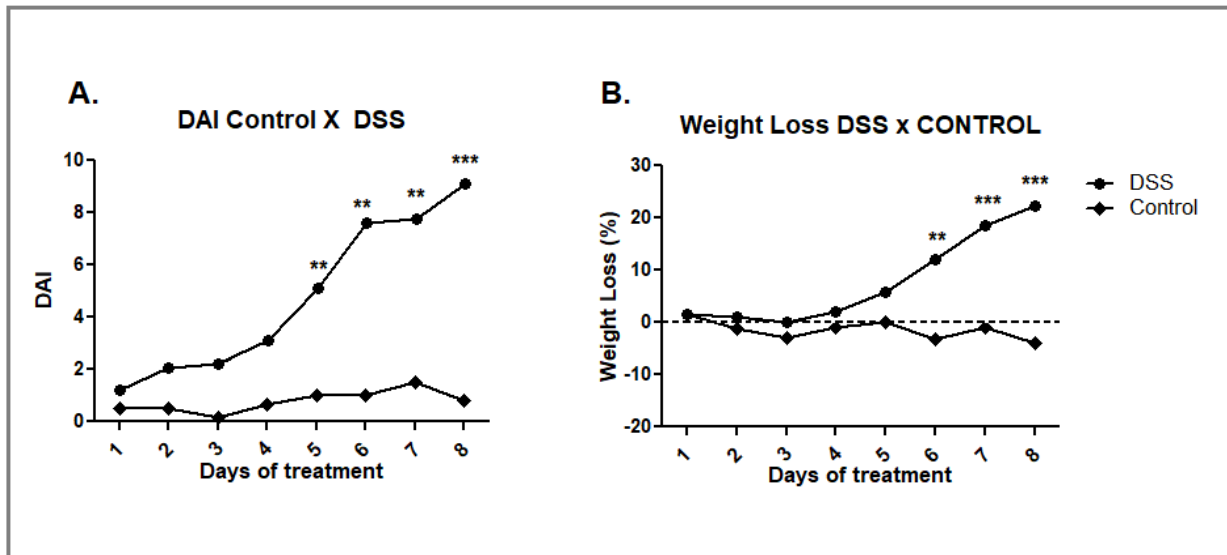 A.
DAI Control X DSS
10
8
6
4
2
0
DAI
**
**
**
***
1 2 3 4 5 6 7 8
Days of treatment
B.
Weight Loss DSS x CONTROL
30
20
10
0
-10
-20
Weight Loss (%)
**
***
***
1 2 3 4 5 6 7 8
Days of treatment
DSS
Control